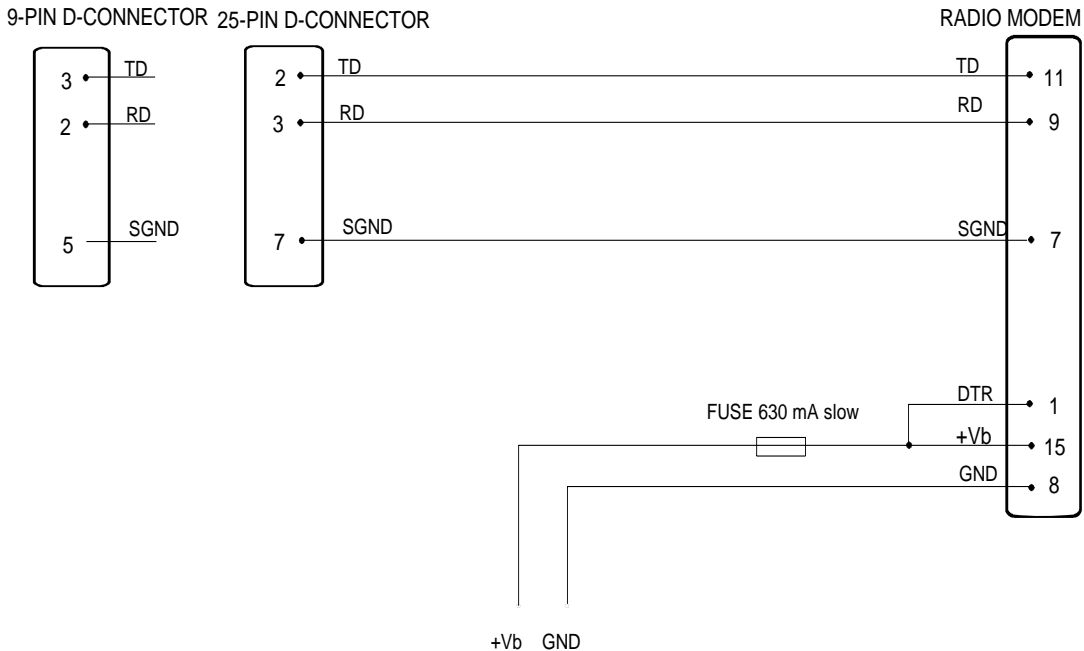 9-PIN D-CONNECTOR 25-PIN D-CONNECTOR RADIO MODEM
3 TD 2 TD TD 11
2 RD 3 RD RD 9
5 SGND 7 SGND SGND 7
DTR 1
FUSE 630 mA slow
+Vb 15
GND 8
+Vb GND